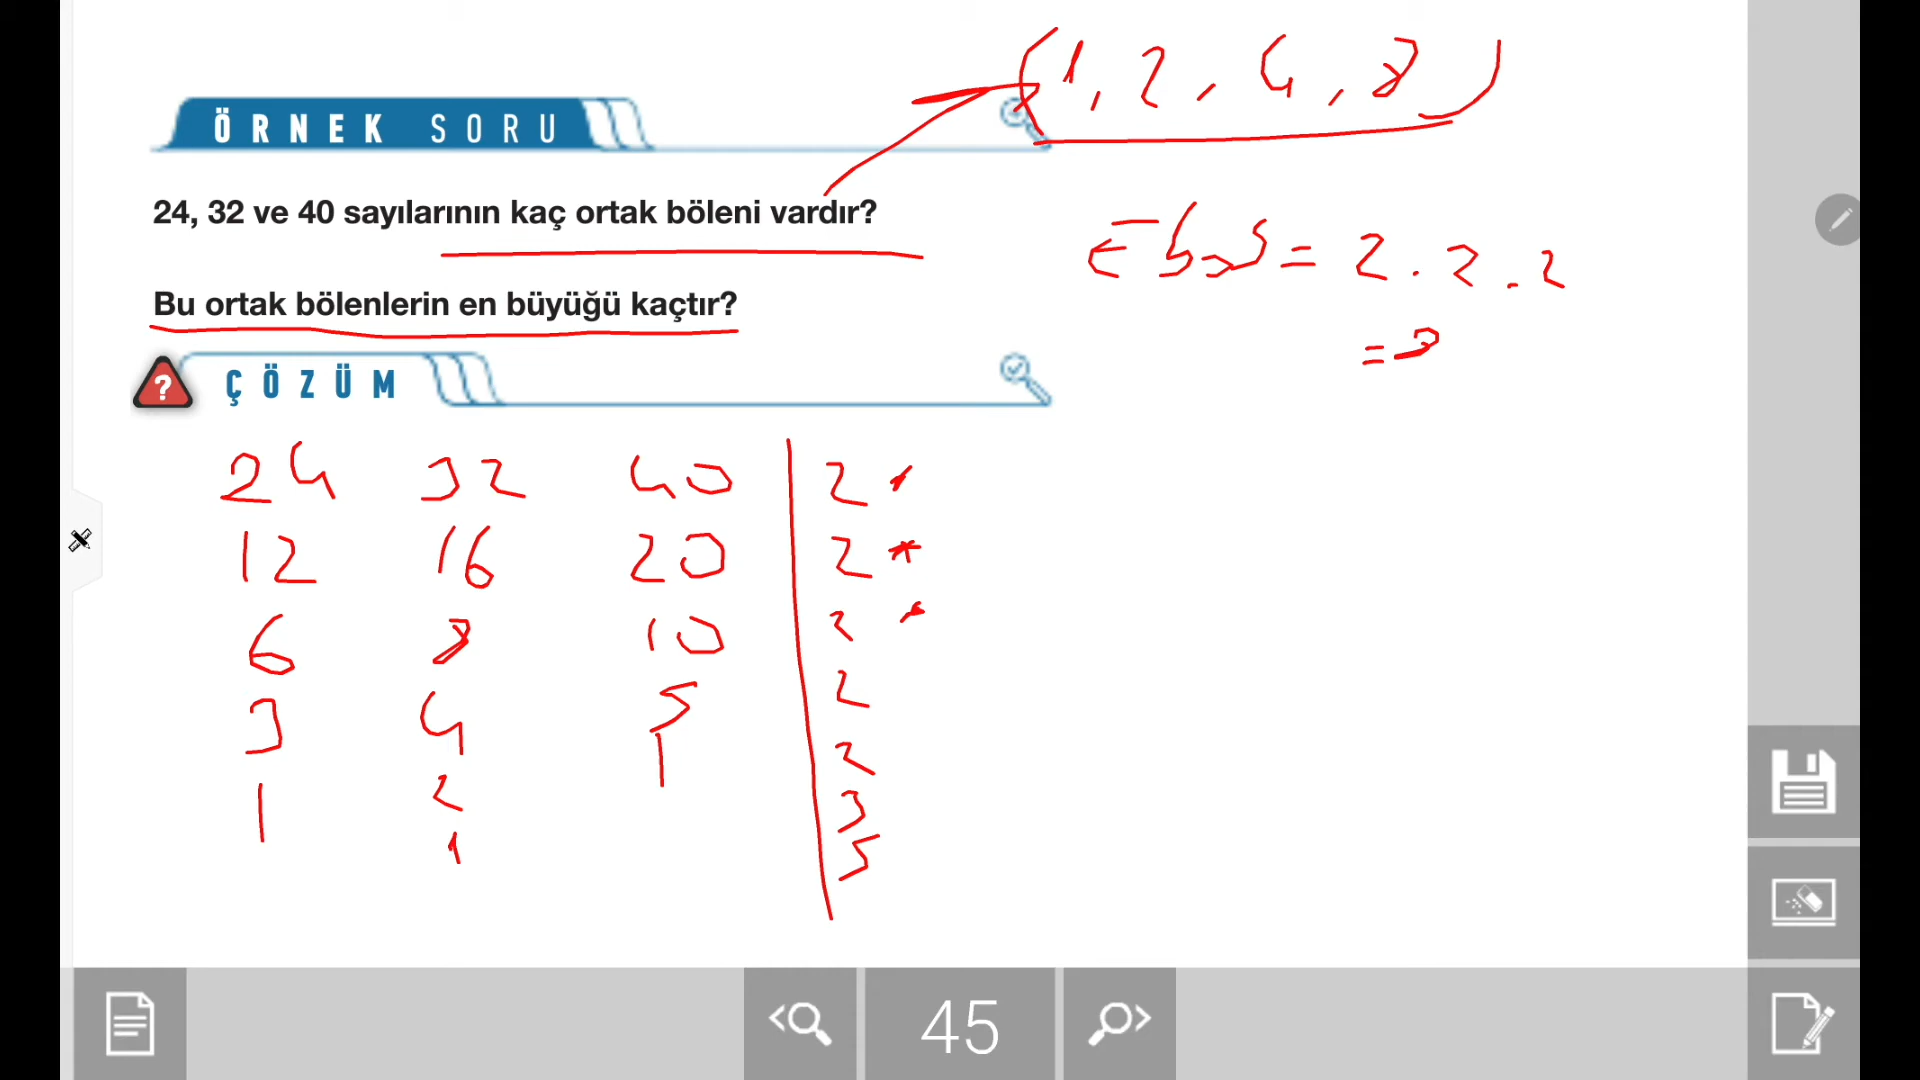 (1, 2, 4, 8)
ÖRNEK SORU
24, 32 ve 40 sayılarının kaç ortak böleni vardır?
Ebob = 2 . 2 . 2
= 8
Bu ortak bölenlerin en büyüğü kaçtır?
? ÇÖZÜM
24 32 40 | 2 *
12 16 20 | 2 *
6 8 10 | 2 *
3 4 5 | 2
1 2 1 | 2
1 | 3
5
45